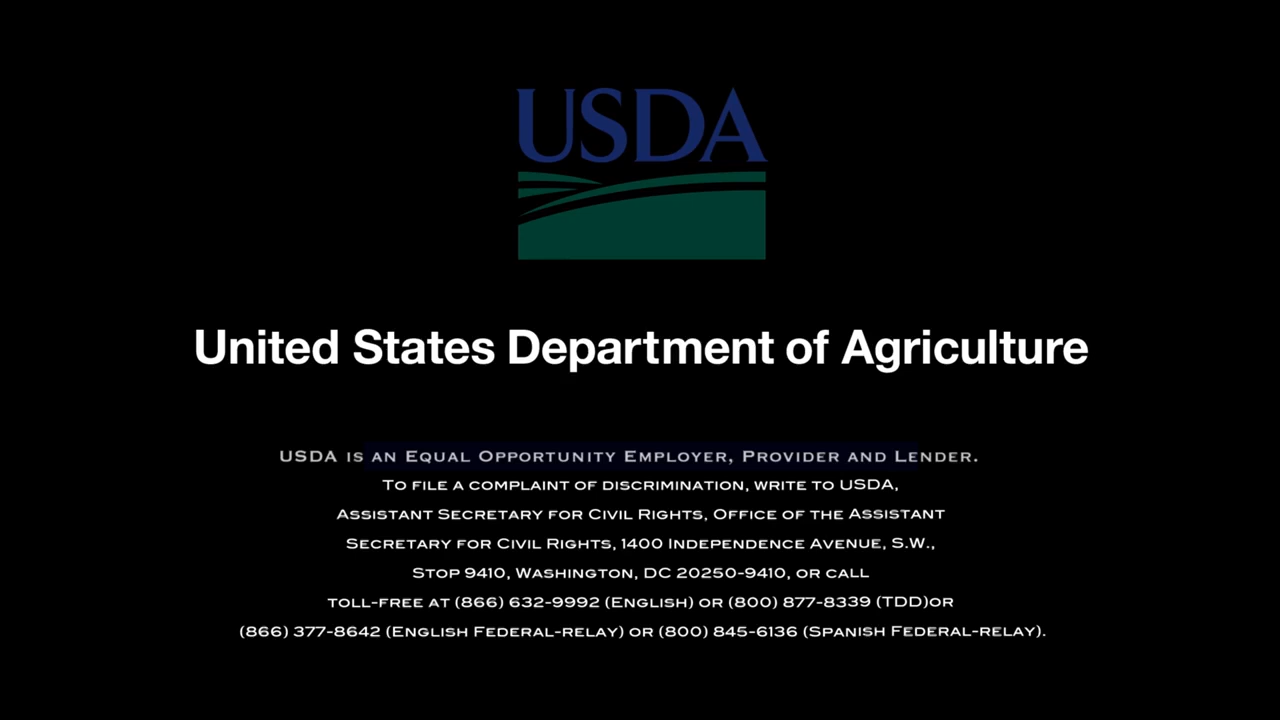 USDA
United States Department of Agriculture
USDA is an Equal Opportunity Employer, Provider and Lender.
To file a complaint of discrimination, write to USDA,
Assistant Secretary for Civil Rights, Office of the Assistant
Secretary for Civil Rights, 1400 Independence Avenue, S.W.,
Stop 9410, Washington, DC 20250-9410, or call
toll-free at (866) 632-9992 (English) or (800) 877-8339 (TDD)or
(866) 377-8642 (English Federal-relay) or (800) 845-6136 (Spanish Federal-relay).